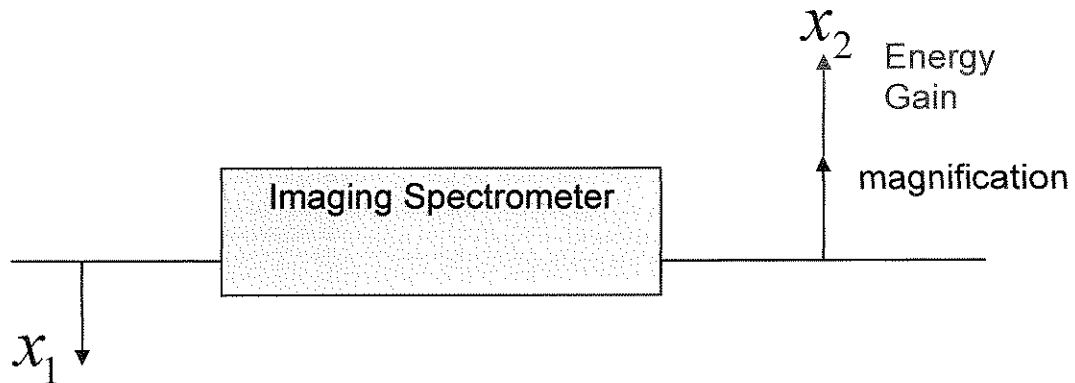 x₂
Energy
Gain
Imaging Spectrometer
magnification
x₁